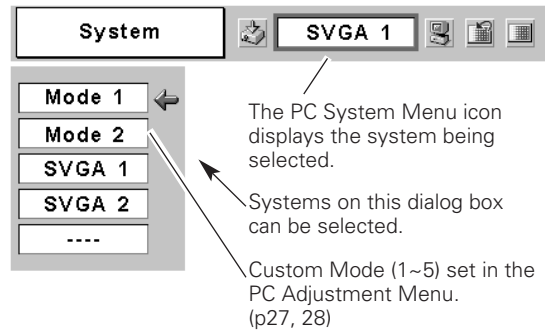 System
SVGA 1
Mode 1
Mode 2
SVGA 1
SVGA 2
----
The PC System Menu icon
displays the system being
selected.
Systems on this dialog box
can be selected.
Custom Mode (1~5) set in the
PC Adjustment Menu.
(p27, 28)